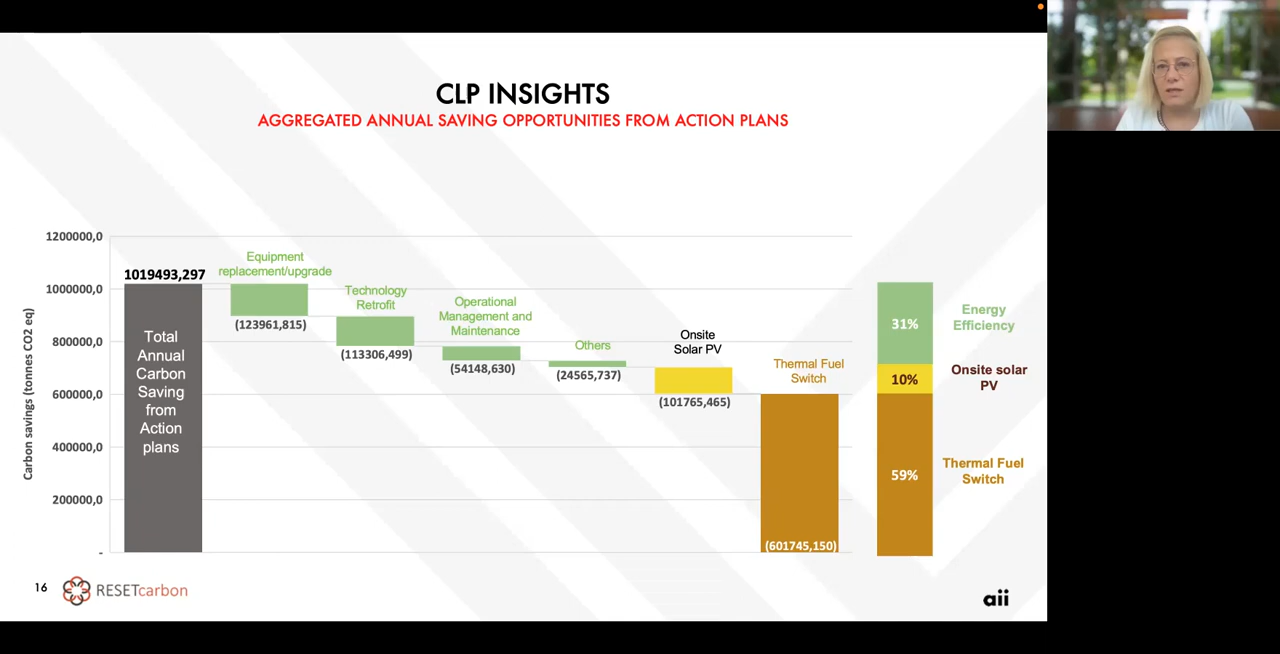 CLP INSIGHTS
AGGREGATED ANNUAL SAVING OPPORTUNITIES FROM ACTION PLANS
Carbon savings (tonnes CO2 eq)
1200000,0
1000000,0
800000,0
600000,0
400000,0
200000,0
-
1019493,297
Total
Annual
Carbon
Saving
from
Action
plans
Equipment
replacement/upgrade
(123961,815)
Technology
Retrofit
(113306,499)
Operational
Management and
Maintenance
(54148,630)
Others
(24565,737)
Onsite
Solar PV
(101765,465)
Thermal Fuel
Switch
(601745,150)
31%
Energy
Efficiency
10%
Onsite solar
PV
59%
Thermal Fuel
Switch
16
RESETcarbon
aii